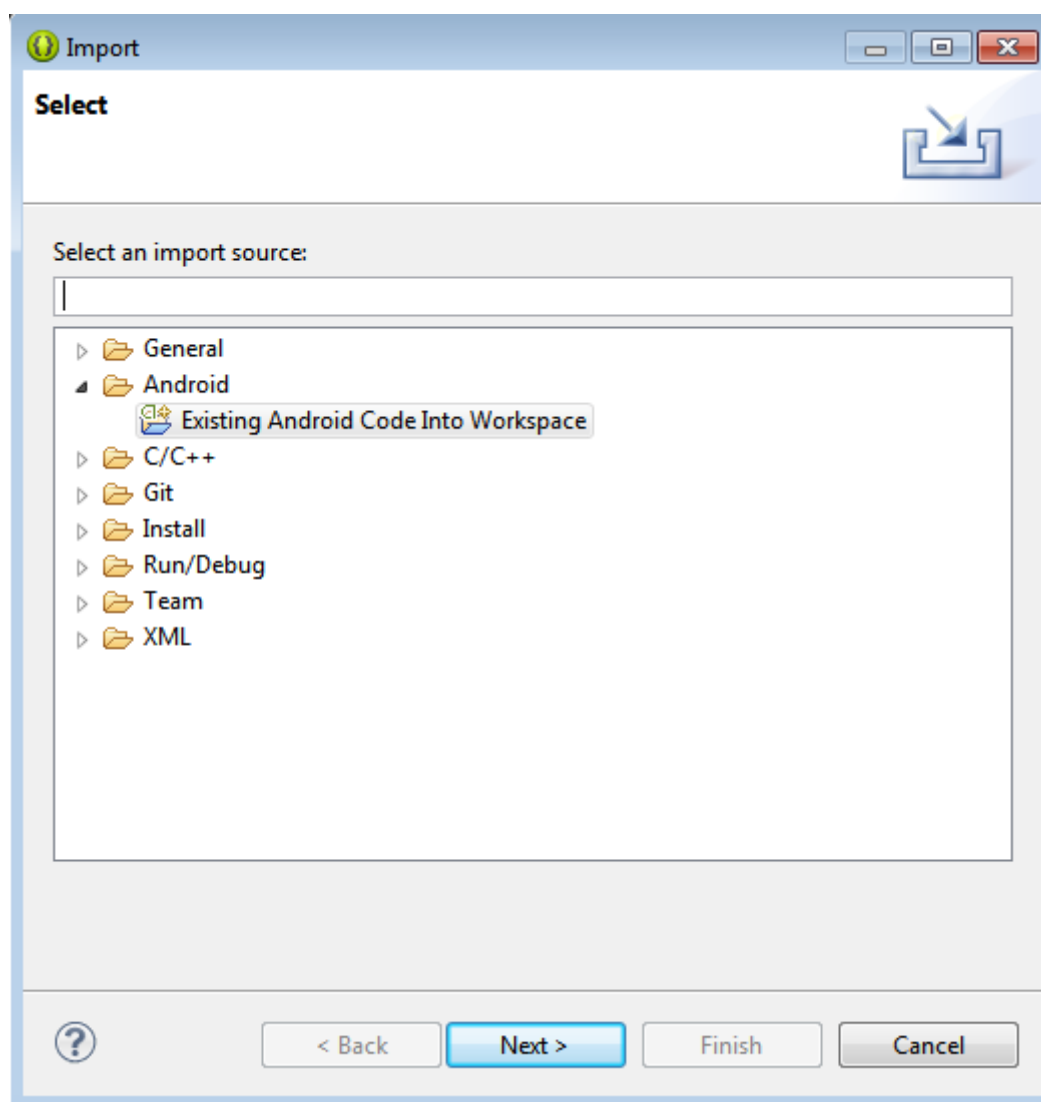 Import
Select
Select an import source:
General
Android
Existing Android Code Into Workspace
C/C++
Git
Install
Run/Debug
Team
XML
?
< Back
Next >
Finish
Cancel